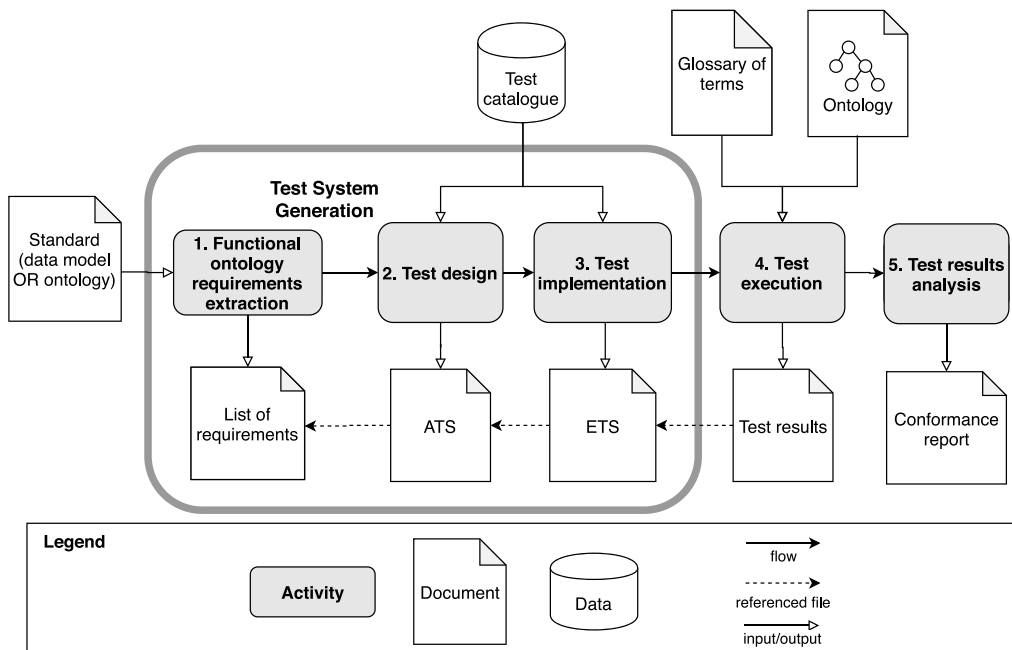 Test
catalogue
Glossary of
terms
Ontology
Test System
Generation
Standard
(data model
OR ontology)
1. Functional
ontology
requirements
extraction
2. Test design
3. Test
implementation
4. Test
execution
5. Test results
analysis
List of
requirements
ATS
ETS
Test results
Conformance
report
Legend
Activity
Document
Data
flow
referenced file
input/output